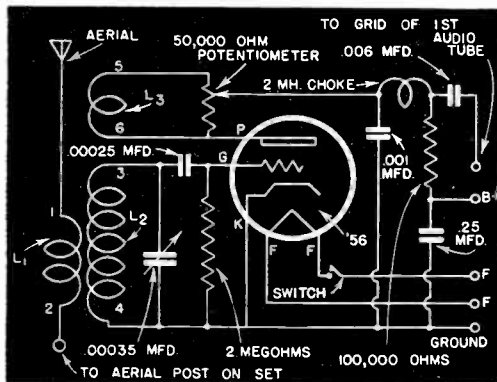 TO GRID OF 1ST
AUDIO
TUBE
AERIAL
50,000 OHM
POTENTIOMETER
.006 MFD.
2 MH. CHOKE
5
L3
6
P
.00025 MFD.
G
.001
MFD.
B+
3
L2
K
'56
.25
MFD.
1
L1
F
F
F
SWITCH
F
2
4
GROUND
.00035 MFD.
2 MEGOHMS
100,000 OHMS
TO AERIAL POST ON SET